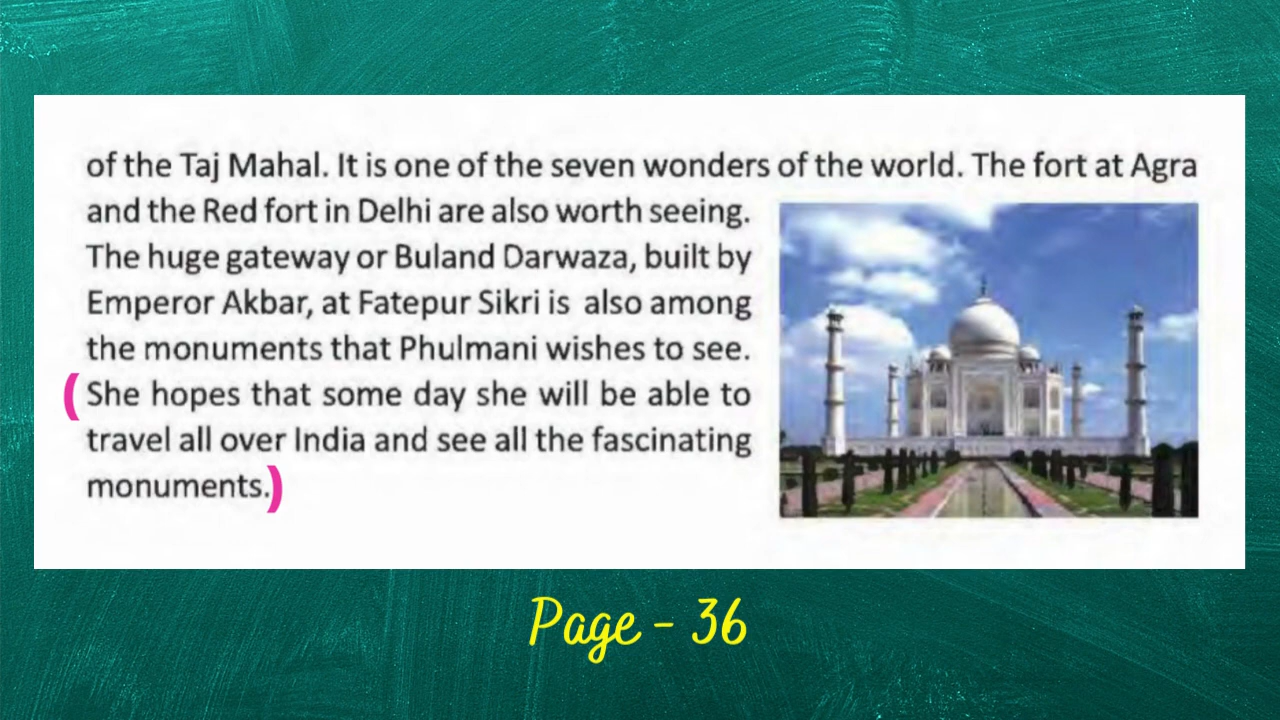 of the Taj Mahal. It is one of the seven wonders of the world. The fort at Agra
and the Red fort in Delhi are also worth seeing.
The huge gateway or Buland Darwaza, built by
Emperor Akbar, at Fatepur Sikri is also among
the monuments that Phulmani wishes to see.
(She hopes that some day she will be able to
travel all over India and see all the fascinating
monuments.)
Page - 36